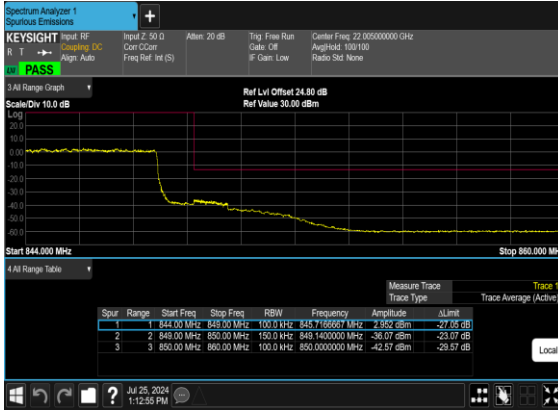 Spectrum Analyzer 1
Spurious Emissions
+
KEYSIGHT Input: RF Input Z: 50 Ω Atten: 20 dB Trig: Free Run Center Freq: 22.005000000 GHz
R T Coupling: DC Corr CCorr Gate: Off Avg|Hold: 100/100
Align: Auto Freq Ref: Int (S) IF Gain: Low Radio Std: None
PASS
3 All Range Graph
Ref Lvl Offset 24.80 dB
Scale/Div 10.0 dB Ref Value 30.00 dBm
Log
20.0
10.0
0.00
-10.0
-20.0
-30.0
-40.0
-50.0
-60.0
Start 844.000 MHz Stop 860.000 MH
4 All Range Table
Measure Trace Trace 1
Trace Type Trace Average (Active)
Spur Range Start Freq Stop Freq RBW Frequency Amplitude ΔLimit
1 1 844.00 MHz 849.00 MHz 100.0 kHz 845.7166667 MHz 2.952 dBm -27.05 dB
2 2 849.00 MHz 850.00 MHz 150.0 kHz 849.1400000 MHz -36.07 dBm -23.07 dB
3 3 850.00 MHz 860.00 MHz 100.0 kHz 850.0000000 MHz -42.57 dBm -29.57 dB
Local
? Jul 25, 2024
1:12:55 PM